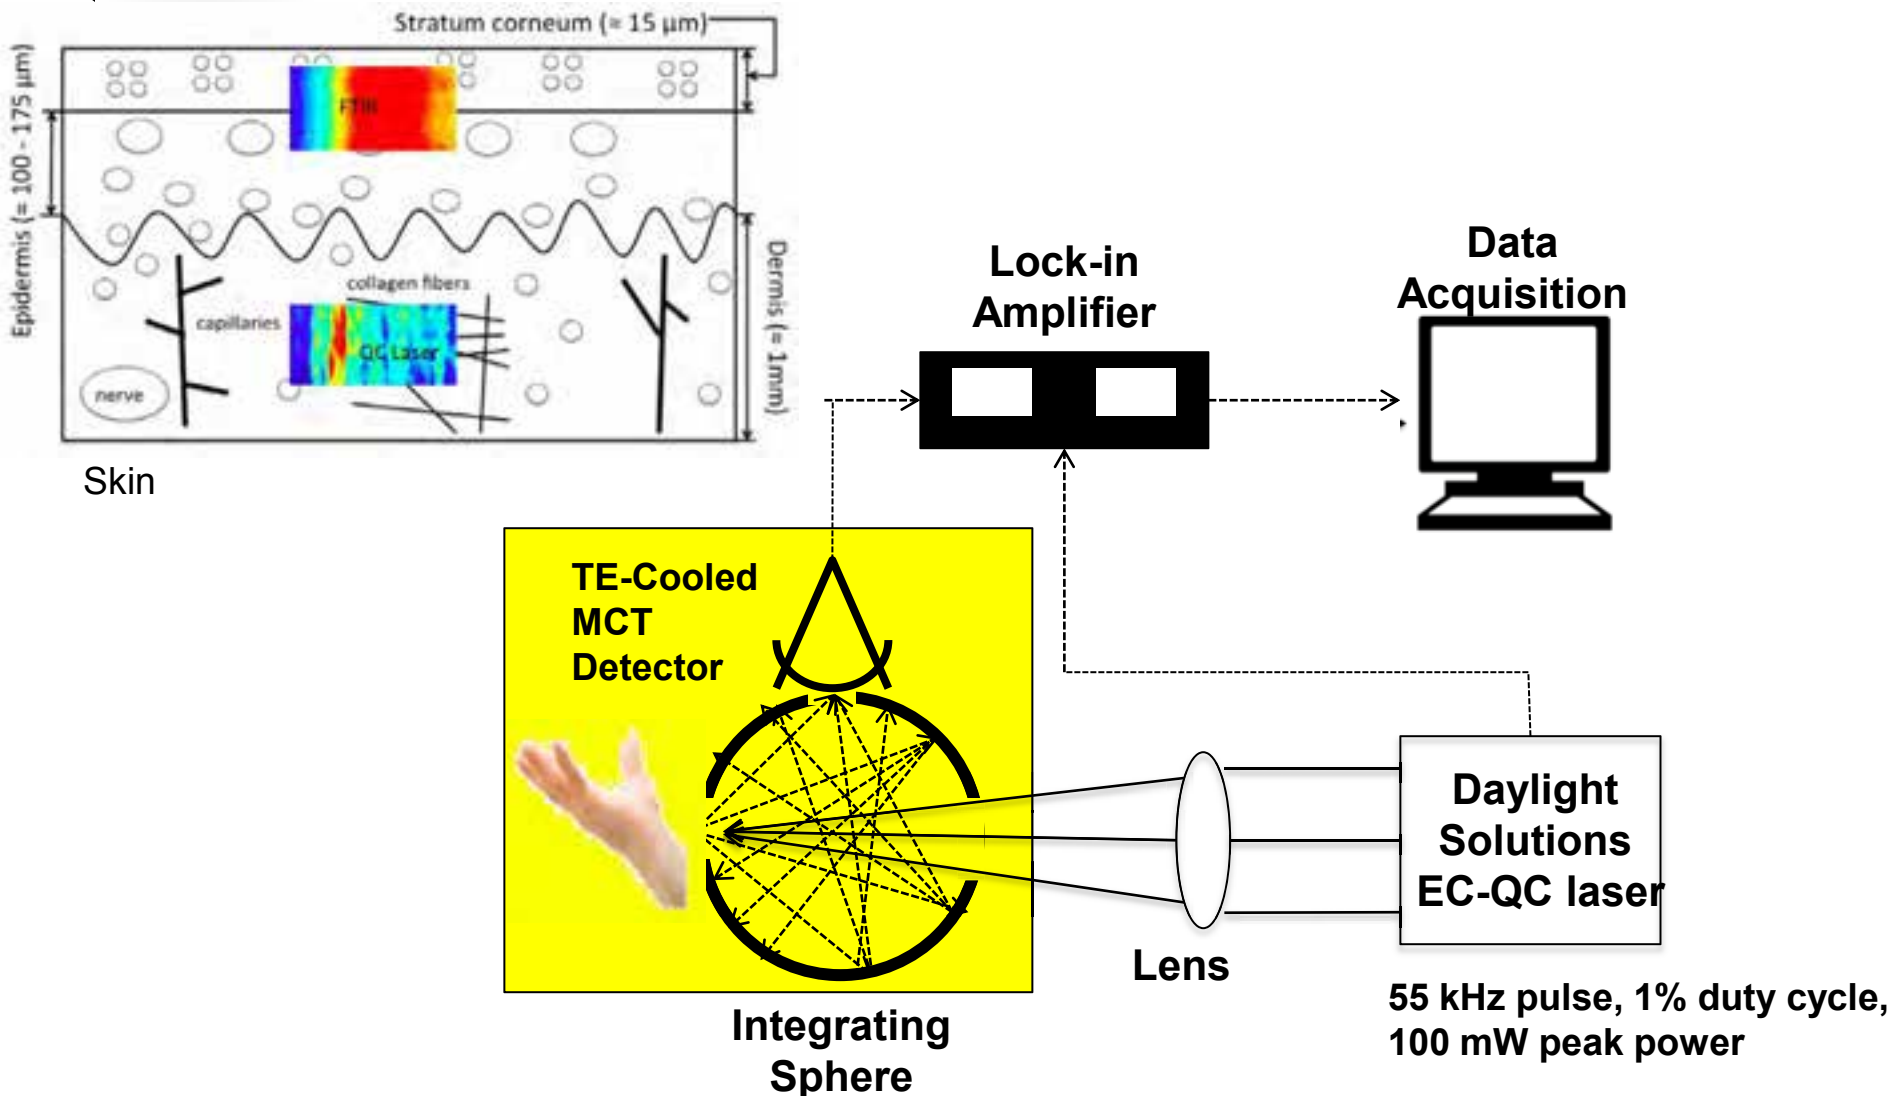 Stratum corneum (≈ 15 µm)
Epidermis (≈ 100 - 175 µm)
FTIR
collagen fibers
capillaries
QC Laser
nerve
Dermis (≈ 1mm)
Skin
Lock-in
Amplifier
Data
Acquisition
TE-Cooled
MCT
Detector
Daylight
Solutions
EC-QC laser
Lens
55 kHz pulse, 1% duty cycle,
100 mW peak power
Integrating
Sphere